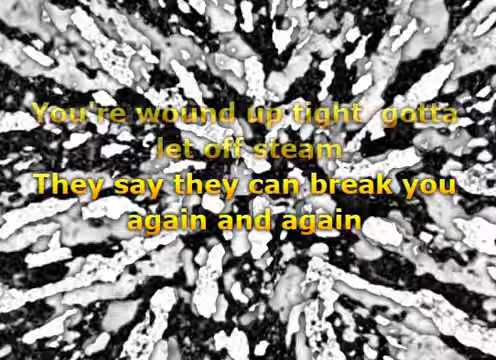 You're wound up tight gotta
let off steam
They say they can break you
again and again